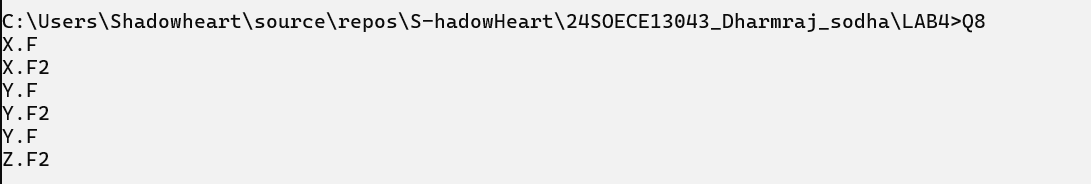 C:\Users\Shadowheart\source\repos\S-hadowHeart\24SOECE13043_Dharmraj_sodha\LAB4>Q8
X.F
X.F2
Y.F
Y.F2
Y.F
Z.F2